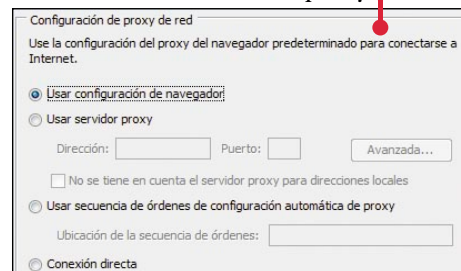 Configuración de proxy de red
Use la configuración del proxy del navegador predeterminado para conectarse a
Internet.
Usar configuración de navegador
Usar servidor proxy
Dirección: Puerto: Avanzada...
No se tiene en cuenta el servidor proxy para direcciones locales
Usar secuencia de órdenes de configuración automática de proxy
Ubicación de la secuencia de órdenes:
Conexión directa